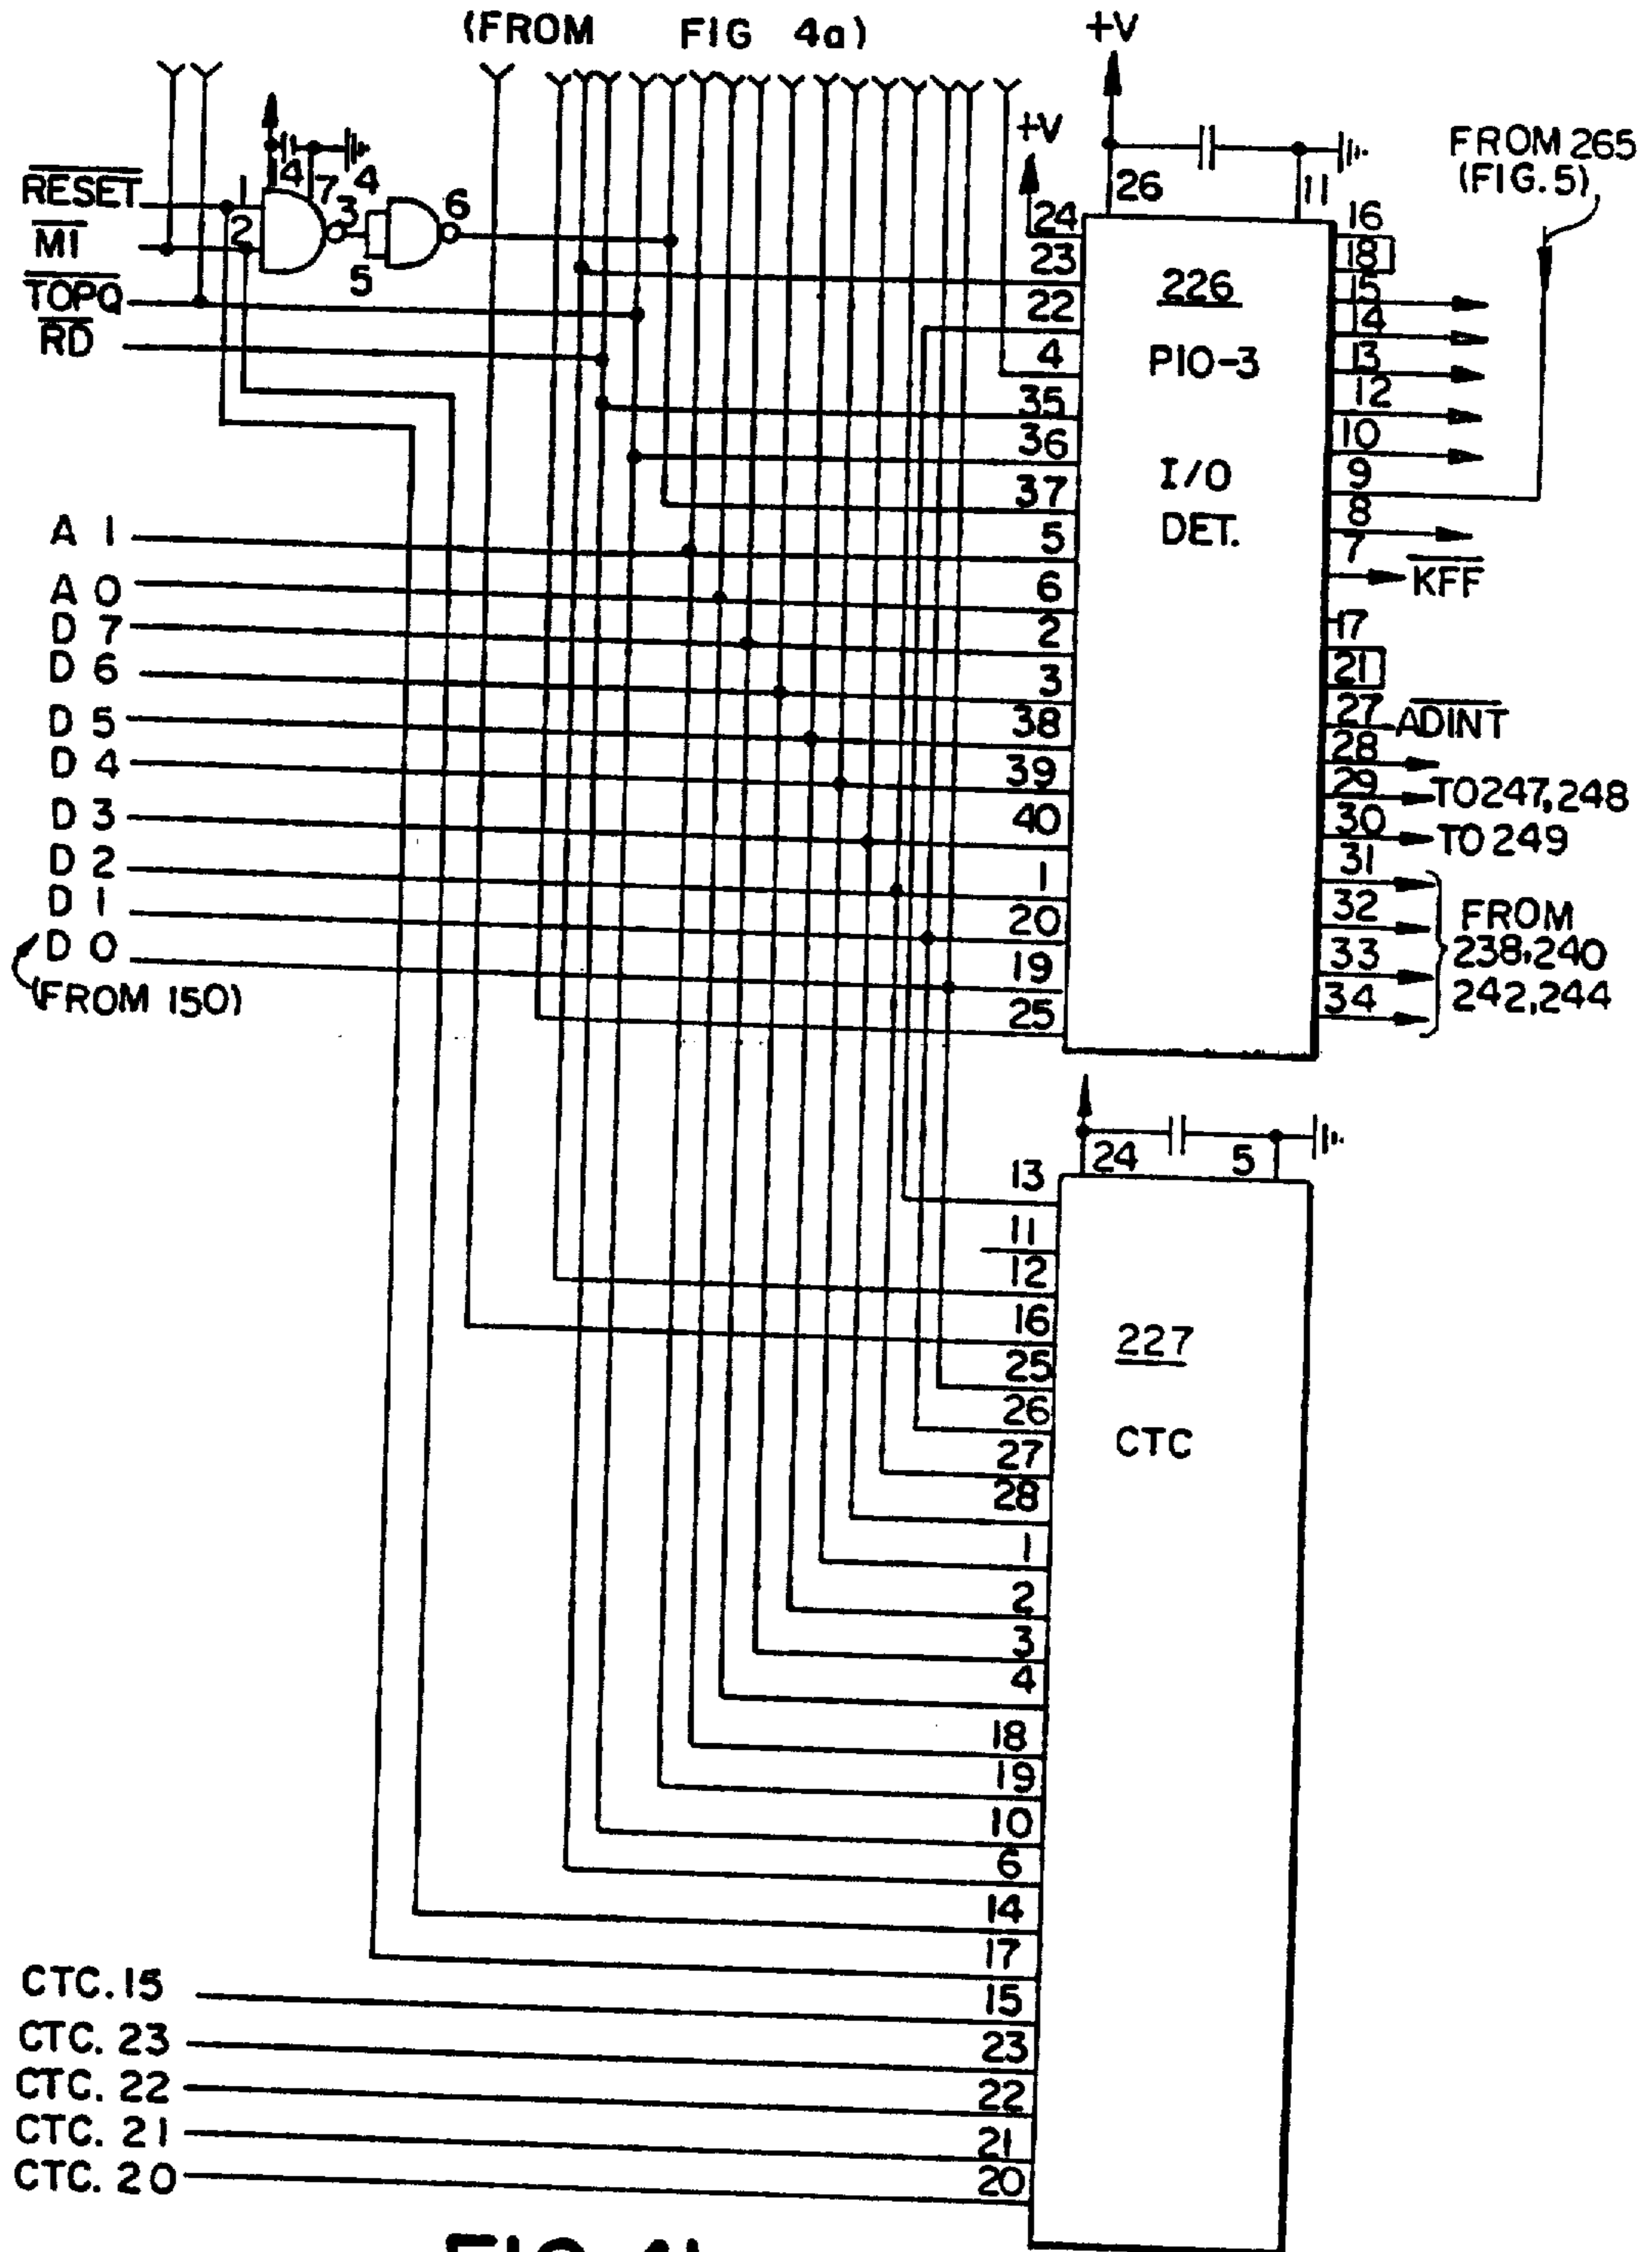 (FROM FIG 4a)
+V
+V
FROM 265
(FIG. 5)
RESET
MI
TOPQ
RD
1
2
14
7
4
3
5
6
26
11
24
23
22
4
35
36
37
5
6
2
3
38
39
40
1
20
19
25
226
PIO-3
I/O
DET.
16
18
15
14
13
12
10
9
8
7
KFF
17
21
27
ADINT
28
29
TO 247, 248
30
TO 249
31
32
33
34
FROM
238, 240
242, 244
A 1
A 0
D 7
D 6
D 5
D 4
D 3
D 2
D 1
D 0
(FROM 150)
24
5
13
11
12
16
25
26
27
28
1
2
3
4
18
19
10
6
14
17
15
23
22
21
20
227
CTC
CTC. 15
CTC. 23
CTC. 22
CTC. 21
CTC. 20